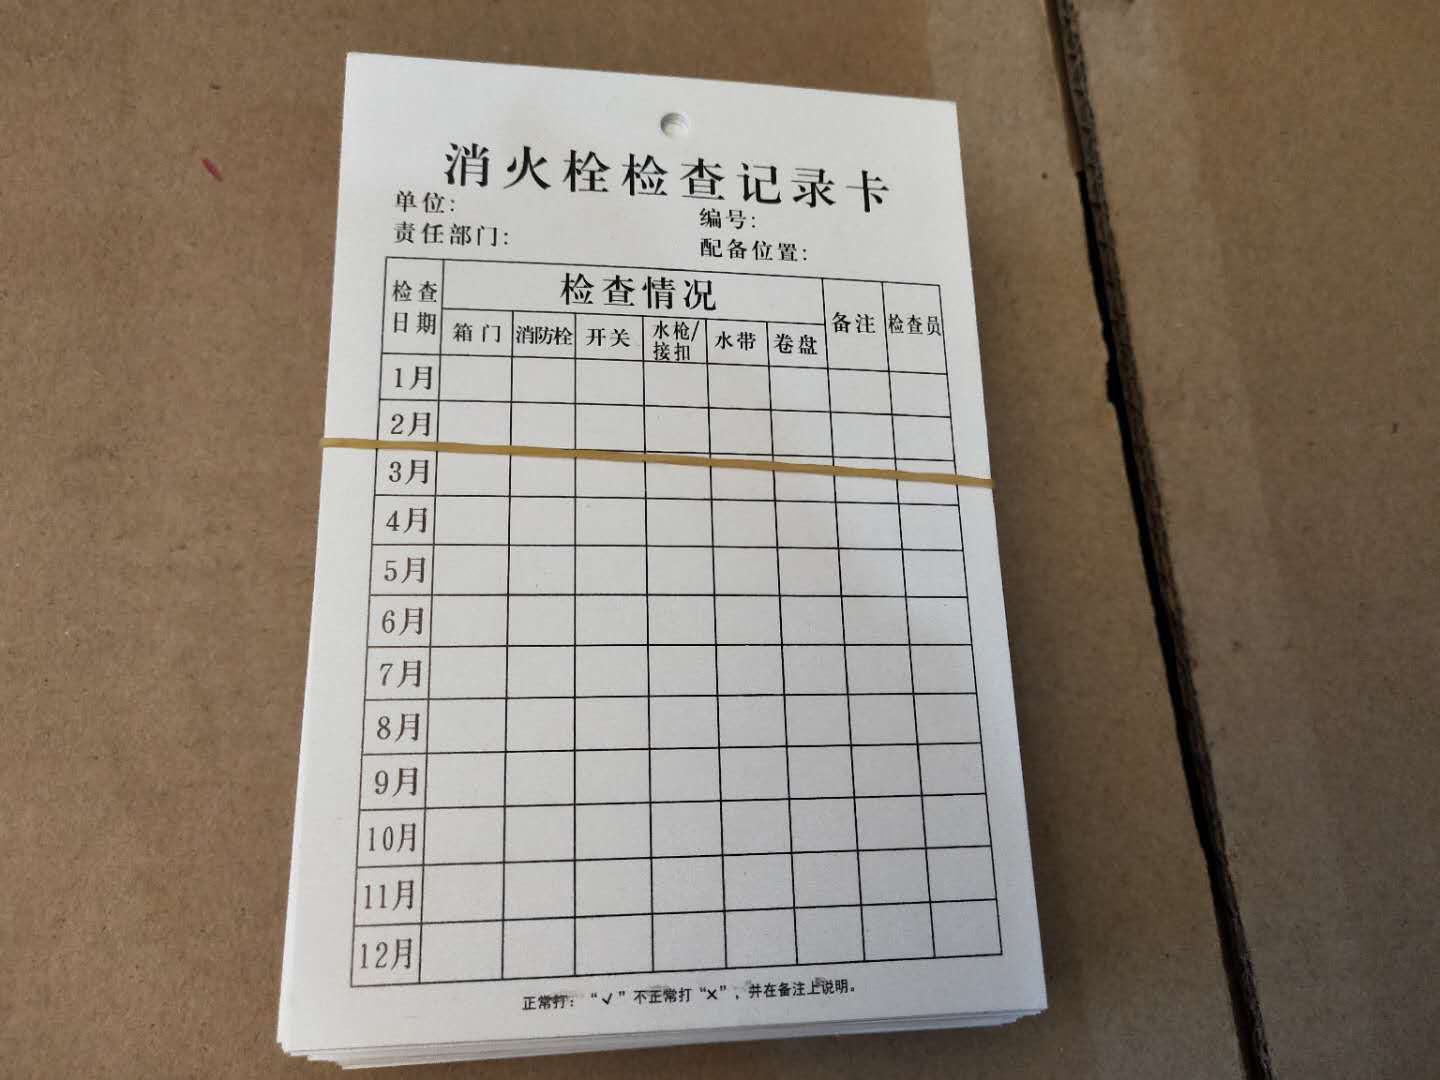 消火栓检查记录卡
单位: 编号:
责任部门: 配备位置:
检查日期 检查情况 备注 检查员
箱门 消防栓 开关 水枪/接扣 水带 卷盘
1月
2月
3月
4月
5月
6月
7月
8月
9月
10月
11月
12月
正常打：“√”不正常打“×”，并在备注上说明。